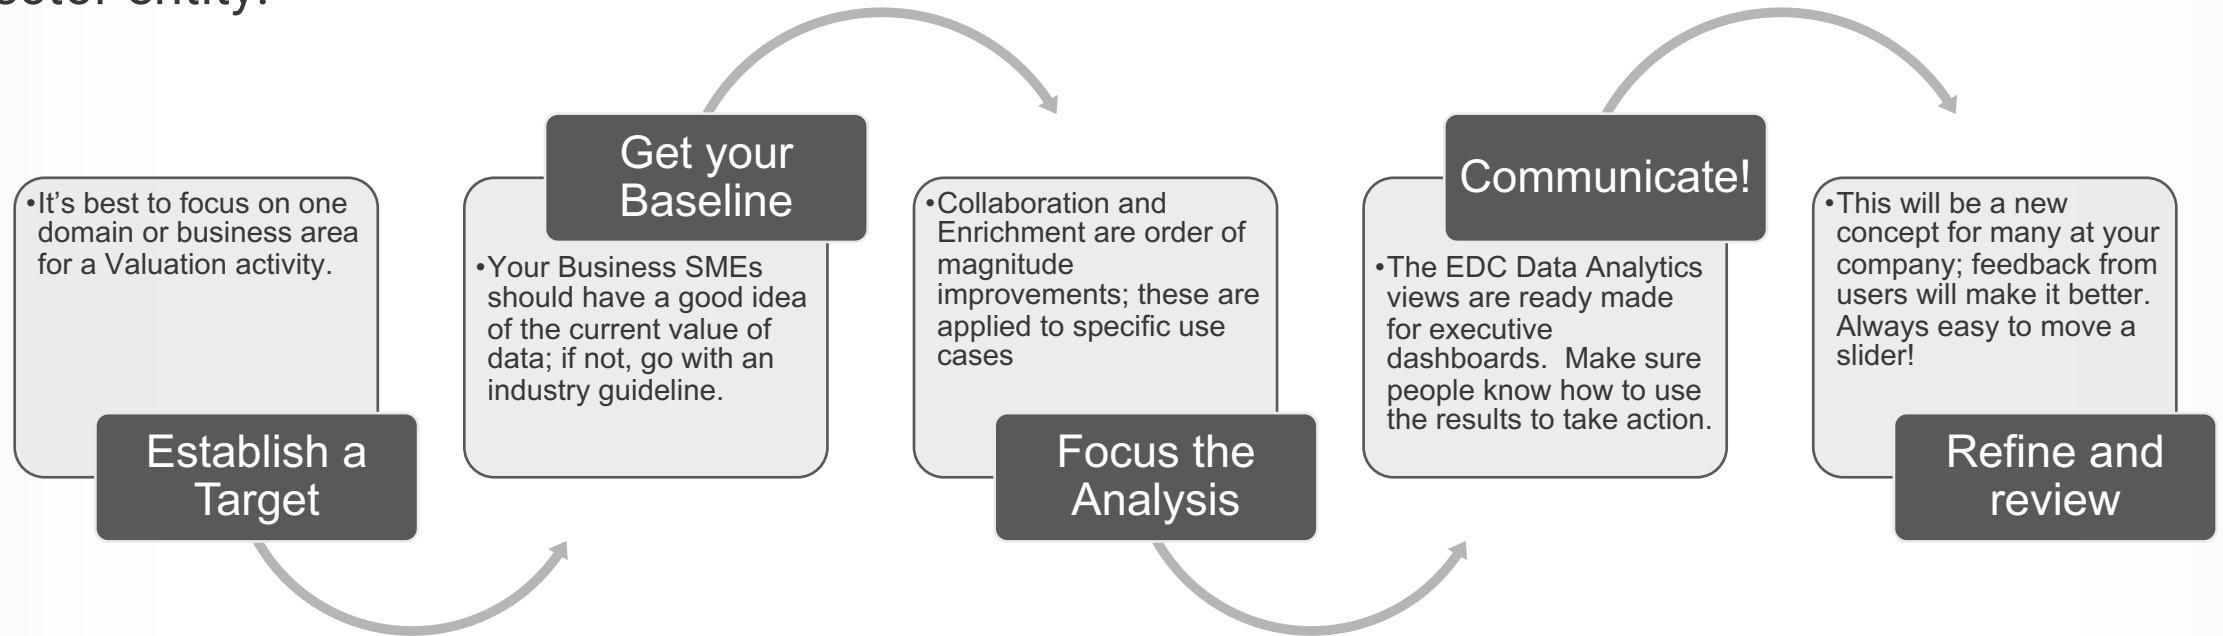 entity.
•It's best to focus on one
domain or business area
for a Valuation activity.
Establish a
Target
Get your
Baseline
•Your Business SMEs
should have a good idea
of the current value of
data; if not, go with an
industry guideline.
•Collaboration and
Enrichment are order of
magnitude
improvements; these are
applied to specific use
cases
Focus the
Analysis
Communicate!
•The EDC Data Analytics
views are ready made
for executive
dashboards.  Make sure
people know how to use
the results to take action.
•This will be a new
concept for many at your
company; feedback from
users will make it better.
Always easy to move a
slider!
Refine and
review